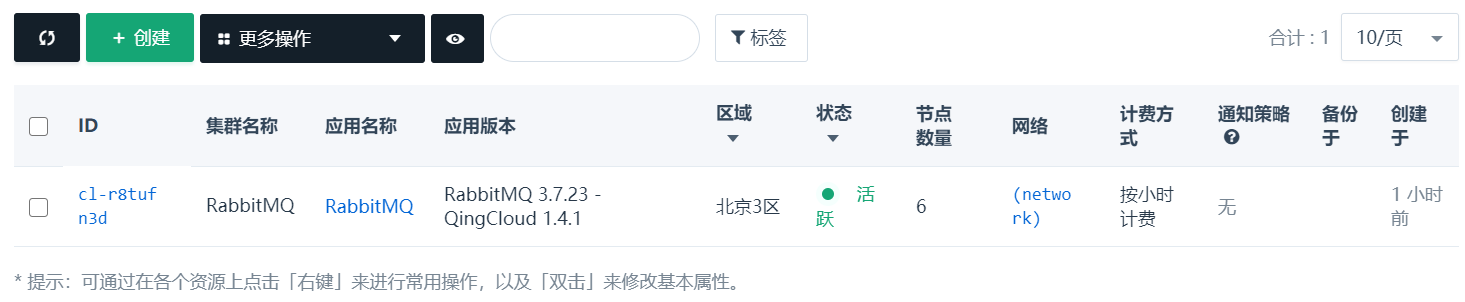 创建 更多操作 标签 合计 : 1 10/页
ID 集群名称 应用名称 应用版本 区域 状态 节点 网络 计费方 通知策略 备份 创建
数量 式 于 于
cl-r8tuf RabbitMQ RabbitMQ RabbitMQ 3.7.23 - 北京3区 活 6 (netwo 按小时 无 1 小时
n3d QingCloud 1.4.1 跃 rk) 计费 前
* 提示：可通过在各个资源上点击「右键」来进行常用操作，以及「双击」来修改基本属性。